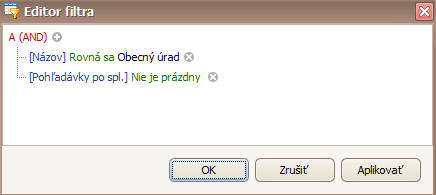 Editor filtra
A (AND)
[Názov] Rovná sa Obecný úrad
[Pohľadávky po spl.] Nie je prázdny
OK Zrušiť Aplikovať